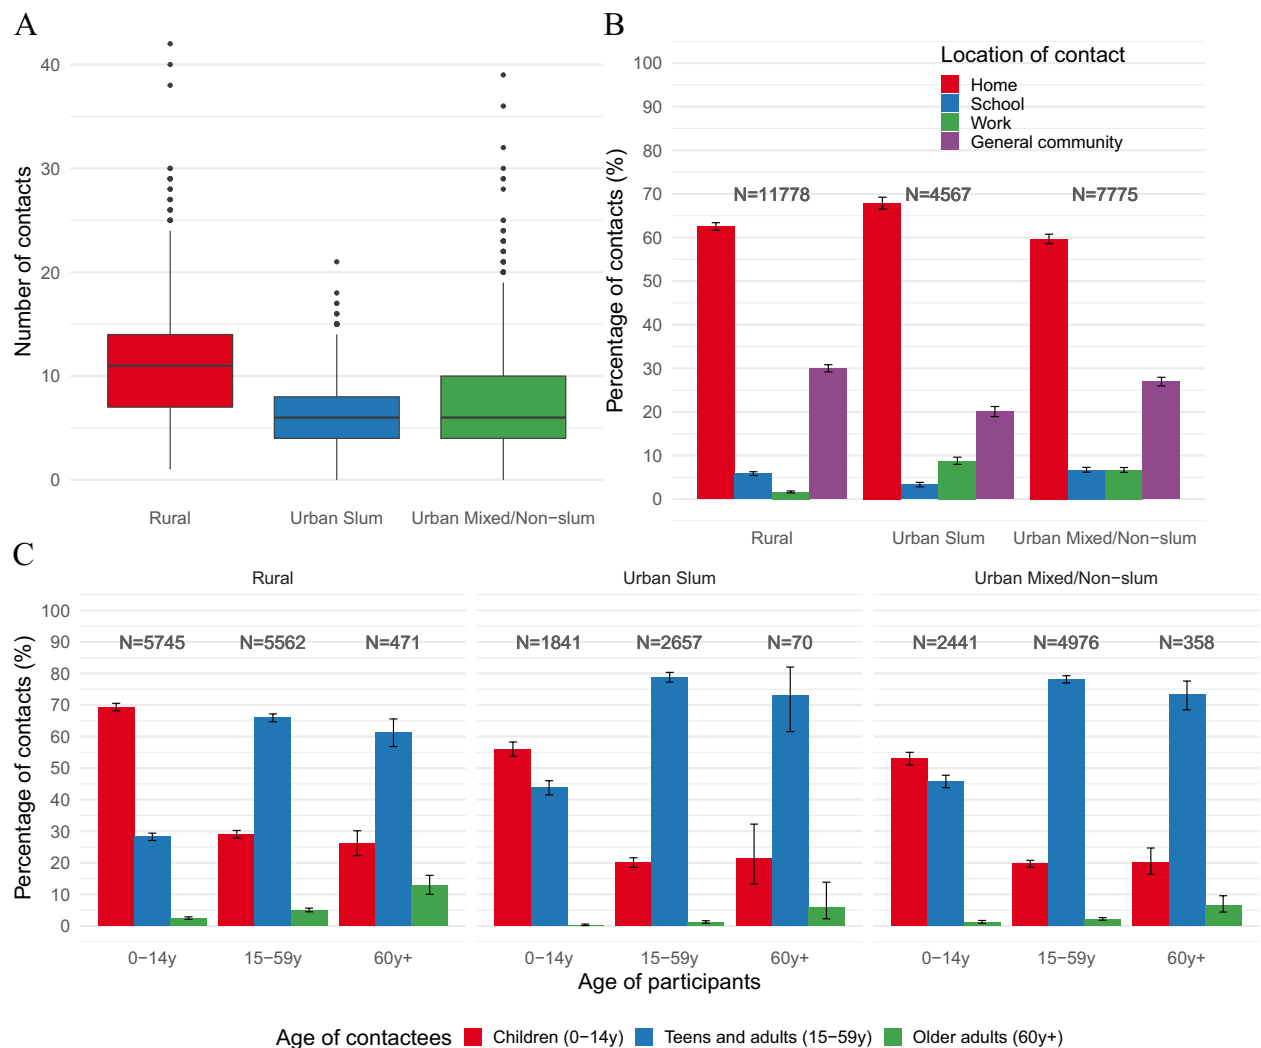 A
Number of contacts
40
30
20
10
0
Rural
Urban Slum
Urban Mixed/Non−slum
B
Location of contact
Home
School
Work
General community
Percentage of contacts (%)
100
90
80
70
60
50
40
30
20
10
0
N=11778
N=4567
N=7775
Rural
Urban Slum
Urban Mixed/Non−slum
C
Rural
Urban Slum
Urban Mixed/Non−slum
Percentage of contacts (%)
100
90
80
70
60
50
40
30
20
10
0
N=5745
N=5562
N=471
N=1841
N=2657
N=70
N=2441
N=4976
N=358
0−14y
15−59y
60y+
0−14y
15−59y
60y+
0−14y
15−59y
60y+
Age of participants
Age of contactees
Children (0−14y)
Teens and adults (15−59y)
Older adults (60y+)